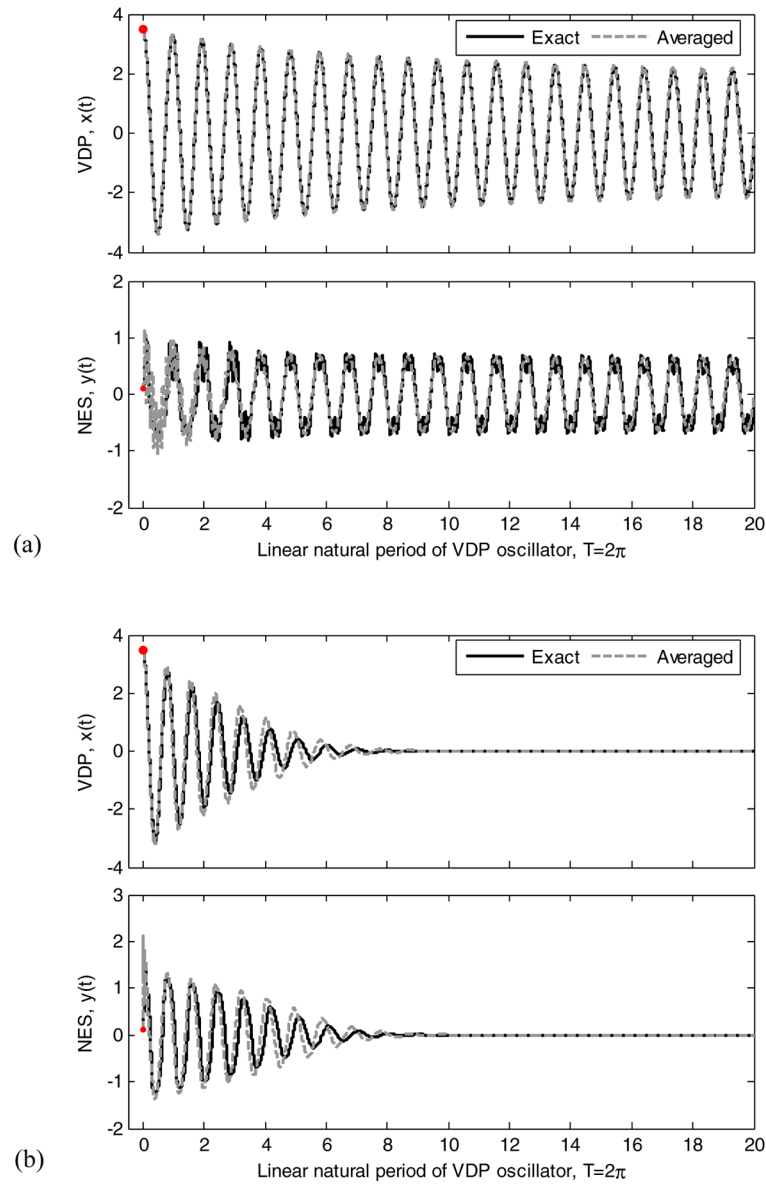 4
2
0
-2
-4
VDP, x(t)
Exact Averaged
2
1
0
-1
-2
NES, y(t)
0 2 4 6 8 10 12 14 16 18 20
(a)
Linear natural period of VDP oscillator, T=2π
4
2
0
-2
-4
VDP, x(t)
Exact Averaged
3
2
1
0
-1
-2
NES, y(t)
0 2 4 6 8 10 12 14 16 18 20
(b)
Linear natural period of VDP oscillator, T=2π